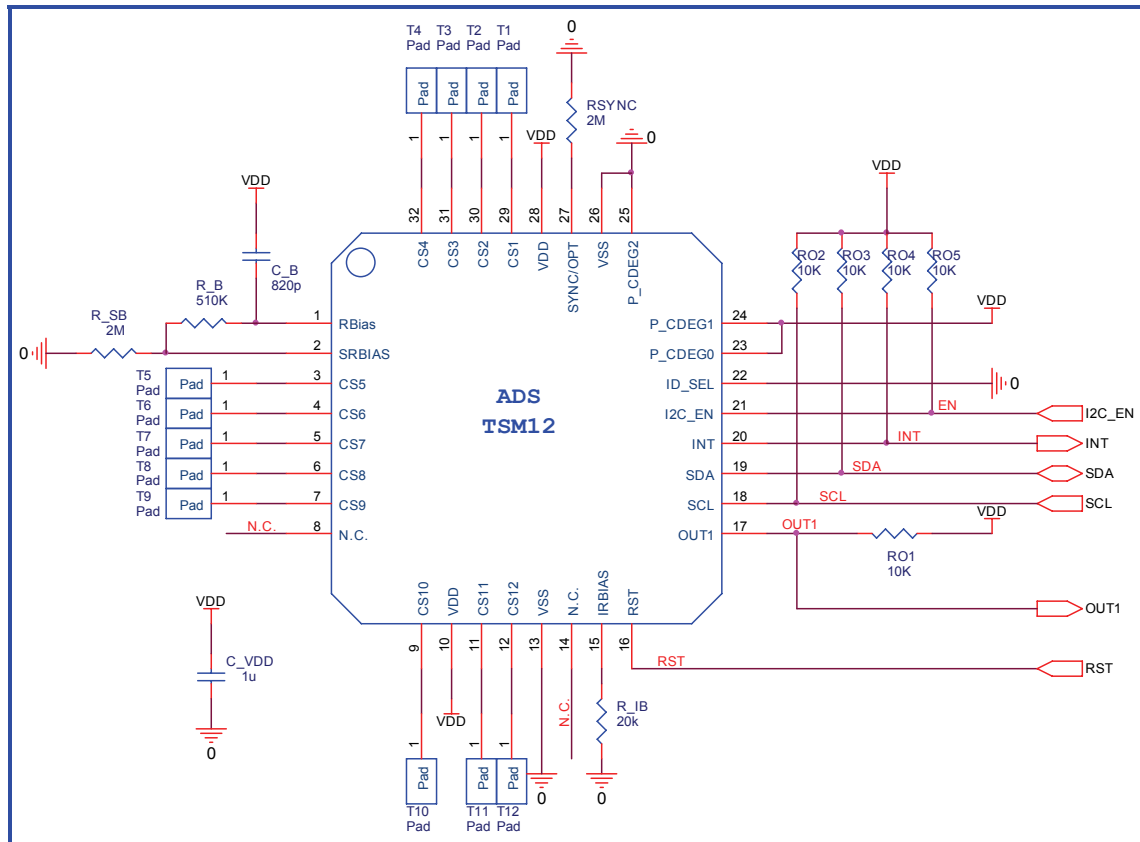 T4 T3 T2 T1
Pad Pad Pad Pad
0
Pad Pad Pad Pad
RSYNC
2M
1 1 1 1
VDD
0
VDD
VDD
32 31 30 29 28 27 26 25
CS4 CS3 CS2 CS1 VDD SYNC/OPT VSS P_CDEG2
C_B
820p
RO2 RO3 RO4 RO5
10K 10K 10K 10K
R_B
510K
R_SB
2M
1 RBias
P_CDEG1 24
VDD
0
2 SRBIAS
P_CDEG0 23
T5
Pad
Pad 1 3 CS5
ID_SEL 22
0
T6
Pad
Pad 1 4 CS6
ADS
TSM12
I2C_EN 21 EN I2C_EN
T7
Pad
Pad 1 5 CS7
INT 20 INT INT
T8
Pad
Pad 1 6 CS8
SDA 19 SDA SDA
T9
Pad
Pad 1 7 CS9
SCL 18 SCL SCL
N.C. 8 N.C.
OUT1 17 OUT1
VDD
RO1
10K
CS10 VDD CS11 CS12 VSS N.C. IRBIAS RST
VDD
OUT1
9 10 11 12 13 14 15 16
C_VDD
1u
RST RST
R_IB
20k
N.C.
VDD
0
1 1 1
Pad Pad Pad
0 0
T10 T11 T12
Pad Pad Pad